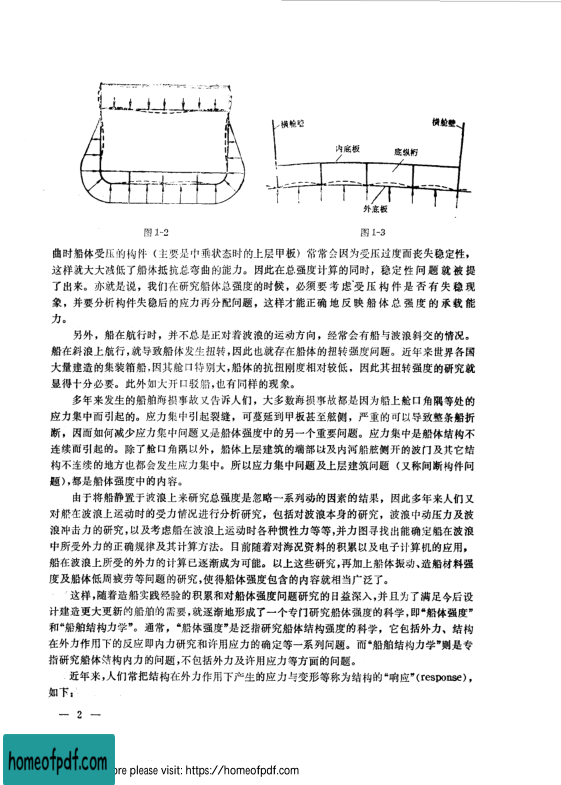 横舱壁
横舱壁
内底板
底纵桁
外底板
图1-2
图1-3
曲时船体受压的构件（主要是中垂状态时的上层甲板）常常会因为受压过度而丧失稳定性，
这样就大大减低了船体抵抗总弯曲的能力。因此在总强度计算的同时，稳定性问题就被提
了出来。亦就是说，我们在研究船体总强度的时候，必须要考虑受压构件是否有失稳现
象，并要分析构件失稳后的应力再分配问题，这样才能正确地反映船体总强度的承载能
力。
另外，船在航行时，并不总是正对着波浪的运动方向，经常会有船与波浪斜交的情况。
船在斜浪上航行，就导致船体发生扭转，因此也就存在船体的扭转强度问题。近年来世界各国
大量建造的集装箱船，因其舱口特别大，船体的抗扭刚度相对较低，因此其扭转强度的研究就
显得十分必要。此外如大开口驳船，也有同样的现象。
多年来发生的船舶海损事故又告诉人们，大多数海损事故都是因为船上舱口角隅等处的
应力集中而引起的。应力集中引起裂缝，可蔓延到甲板甚至舷侧，严重的可以导致整条船折
断，因而如何减少应力集中问题又是船体强度中的另一个重要问题。应力集中是船体结构不
连续而引起的。除了舱口角隅以外，船体上层建筑的端部以及内河船舷侧开的波门及其它结
构不连续的地方也都会发生应力集中。所以应力集中问题及上层建筑问题（又称间断构件问
题），都是船体强度中的内容。
由于将船静置于波浪上来研究总强度是忽略一系列动的因素的结果，因此多年来人们又
对船在波浪上运动时的受力情况进行分析研究，包括对波浪本身的研究，波浪中动压力及波
浪冲击力的研究，以及考虑船在波浪上运动时各种惯性力等等，并力图寻找出能确定船在波浪
中所受外力的正确规律及其计算方法。目前随着对海况资料的积累以及电子计算机的应用，
船在波浪上所受的外力的计算已逐渐成为可能。以上这些研究，再加上船体振动、造船材料强
度及船体低周疲劳等问题的研究，使得船体强度包含的内容就相当广泛了。
这样，随着造船实践经验的积累和对船体强度问题研究的日益深入，并且为了满足今后设
计建造更大更新的船舶的需要，就逐渐地形成了一个专门研究船体强度的科学，即“船体强度”
和“船舶结构力学”。通常，“船体强度”是泛指研究船体结构强度的科学，它包括外力、结构
在外力作用下的反应即内力研究和许用应力的确定等一系列问题。而“船舶结构力学”则是专
指研究船体结构内力的问题，不包括外力及许用应力等方面的问题。
近年来，人们常把结构在外力作用下产生的应力与变形等称为结构的“响应”(response)，
如下：
— 2 —
homeofpdf.com
ore please visit: https://homeofpdf.com